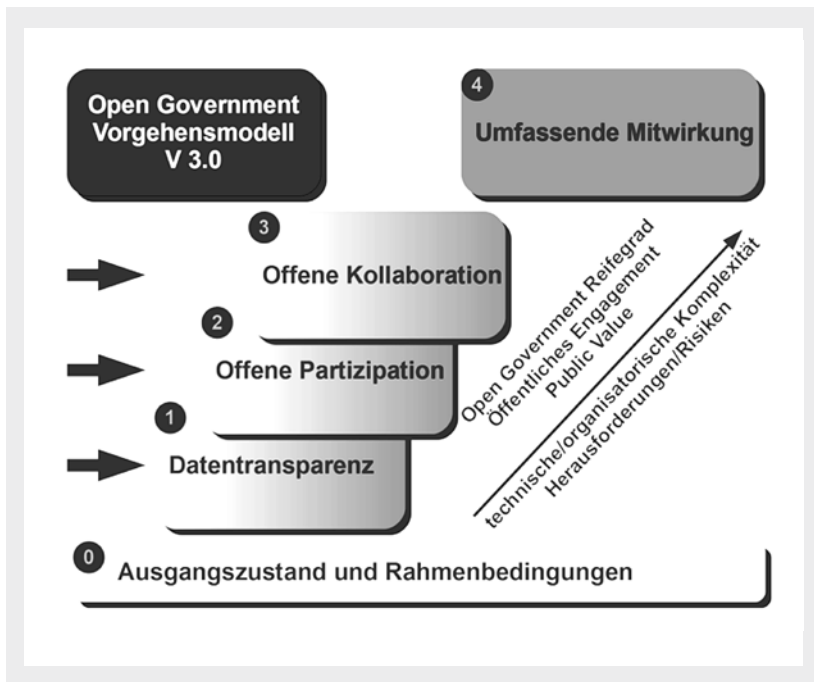 Open Government
Vorgehensmodell
V 3.0
4
Umfassende Mitwirkung
3
Offene Kollaboration
2
Offene Partizipation
1
Datentransparenz
Open Government Reifegrad
Öffentliches Engagement
Public Value
technische/organisatorische Komplexität
Herausforderungen/Risiken
0
Ausgangszustand und Rahmenbedingungen